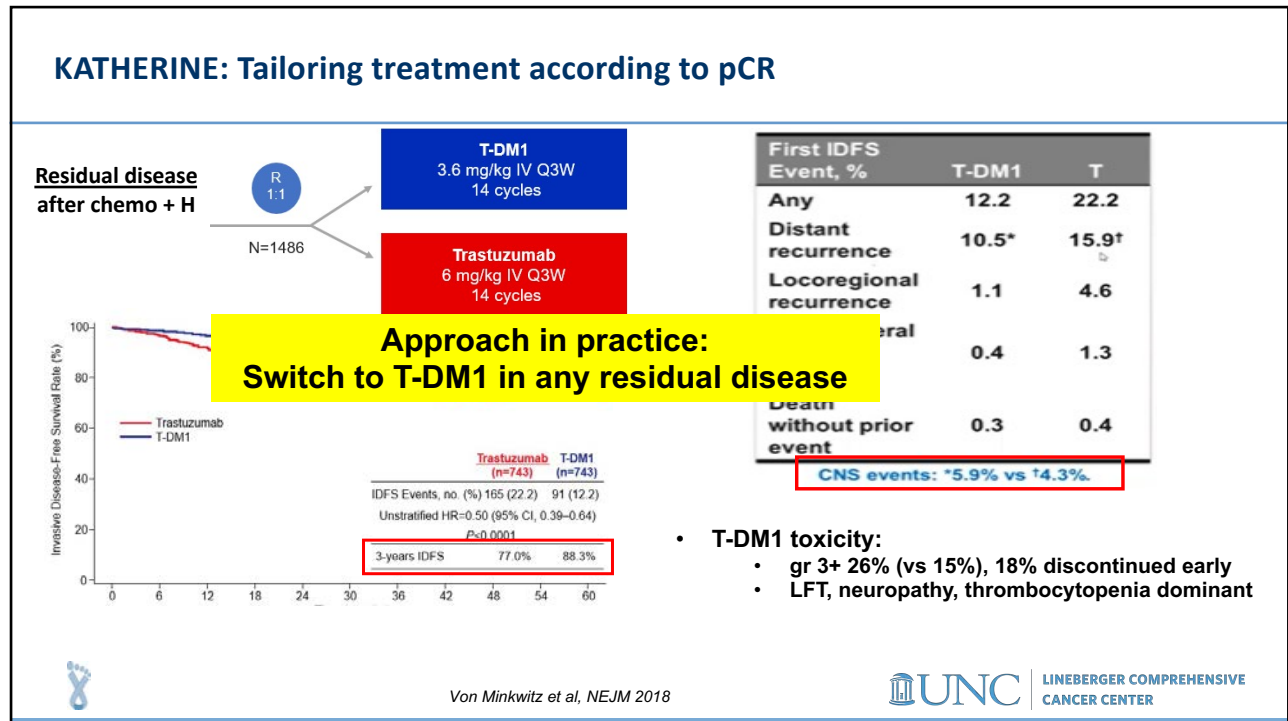 KATHERINE: Tailoring treatment according to pCR
Residual disease
after chemo + H
R
1:1
N=1486
T-DM1
3.6 mg/kg IV Q3W
14 cycles
Trastuzumab
6 mg/kg IV Q3W
14 cycles
First IDFS
Event, % T-DM1 T
Any 12.2 22.2
Distant
recurrence 10.5* 15.9†
Locoregional
recurrence 1.1 4.6
eral
0.4 1.3
Death
without prior
event 0.3 0.4
CNS events: *5.9% vs †4.3%.
Approach in practice:
Switch to T-DM1 in any residual disease
Invasive Disease-Free Survival Rate (%)
100
80
60
40
20
0
Trastuzumab
T-DM1
Trastuzumab T-DM1
(n=743) (n=743)
IDFS Events, no. (%) 165 (22.2) 91 (12.2)
Unstratified HR=0.50 (95% CI, 0.39–0.64)
P<0.0001
3-years IDFS 77.0% 88.3%
0 6 12 18 24 30 36 42 48 54 60
• T-DM1 toxicity:
• gr 3+ 26% (vs 15%), 18% discontinued early
• LFT, neuropathy, thrombocytopenia dominant
Von Minkwitz et al, NEJM 2018
UNC LINEBERGER COMPREHENSIVE
CANCER CENTER